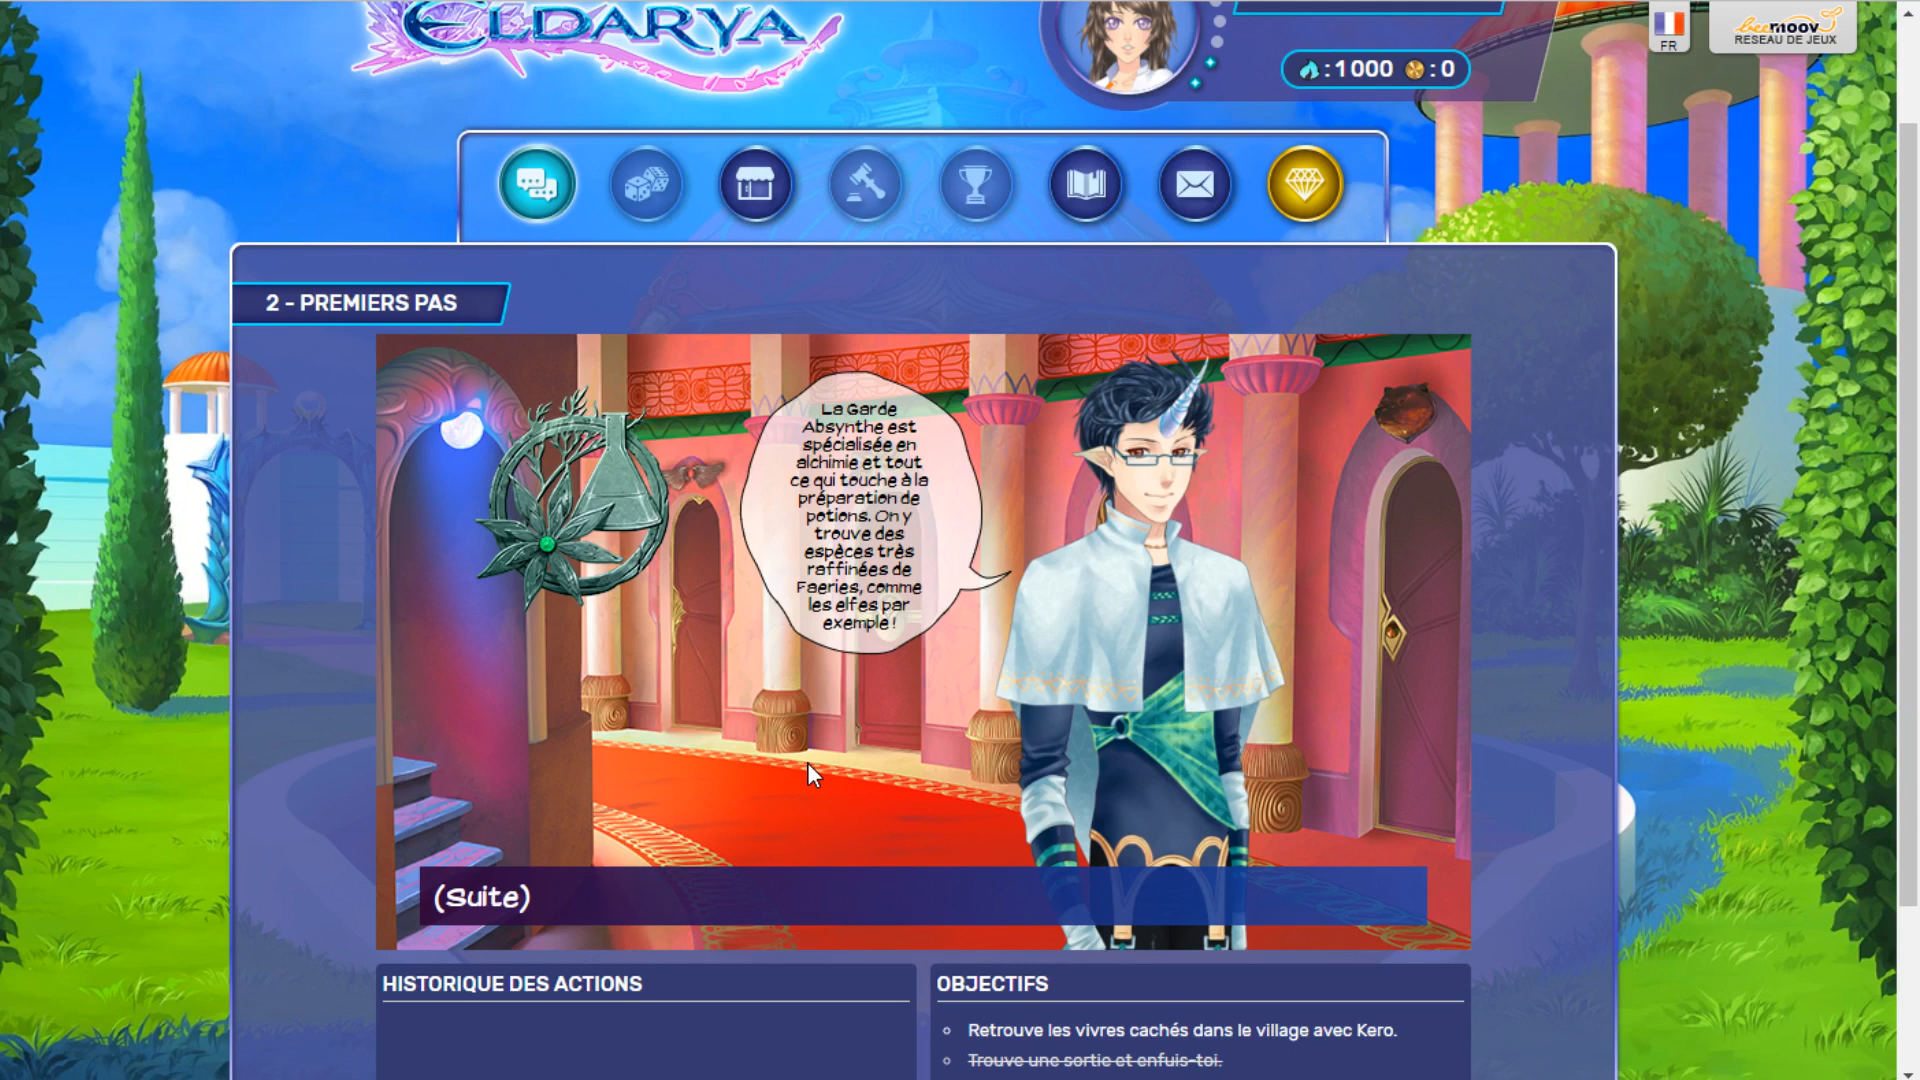 ELDARYA
:1000 :0
FR
beemoov
RESEAU DE JEUX
2 - PREMIERS PAS
La Garde
Absynthe est
spécialisée en
alchimie et tout
ce qui touche à la
préparation de
potions. On y
trouve des
espèces très
raffinées de
Faeries, comme
les elfes par
exemple !
(Suite)
HISTORIQUE DES ACTIONS
OBJECTIFS
Retrouve les vivres cachés dans le village avec Kero.
Trouve une sortie et enfuis-toi.